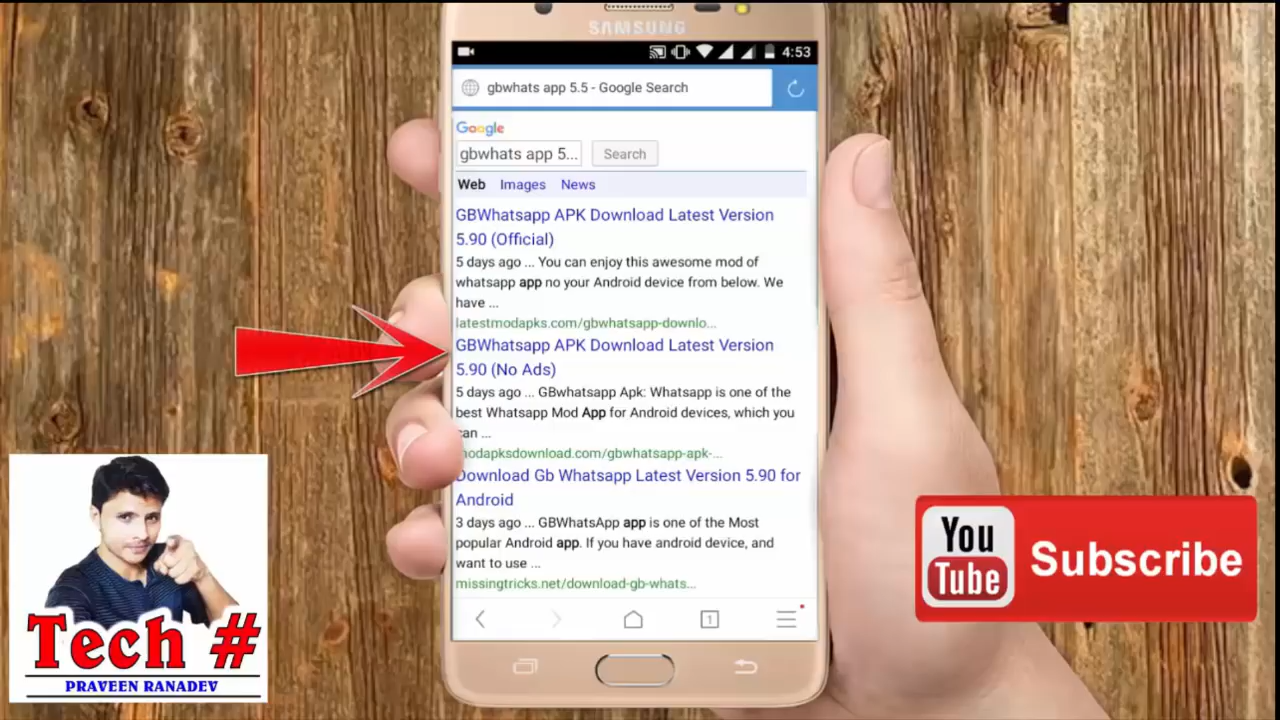 SAMSUNG
4:53
gbwhats app 5.5 - Google Search
Google
gbwhats app 5...
Search
Web Images News
GBWhatsapp APK Download Latest Version
5.90 (Official)
5 days ago ... You can enjoy this awesome mod of
whatsapp app no your Android device from below. We
have ...
latestmodapks.com/gbwhatsapp-downlo...
GBWhatsapp APK Download Latest Version
5.90 (No Ads)
5 days ago ... GBwhatsapp Apk: Whatsapp is one of the
best Whatsapp Mod App for Android devices, which you
can ...
modapksdownload.com/gbwhatsapp-apk-...
Download Gb Whatsapp Latest Version 5.90 for
Android
3 days ago ... GBWhatsApp app is one of the Most
popular Android app. If you have android device, and
want to use ...
missingtricks.net/download-gb-whats...
1
Tech #
PRAVEEN RANADEV
You
Tube
Subscribe